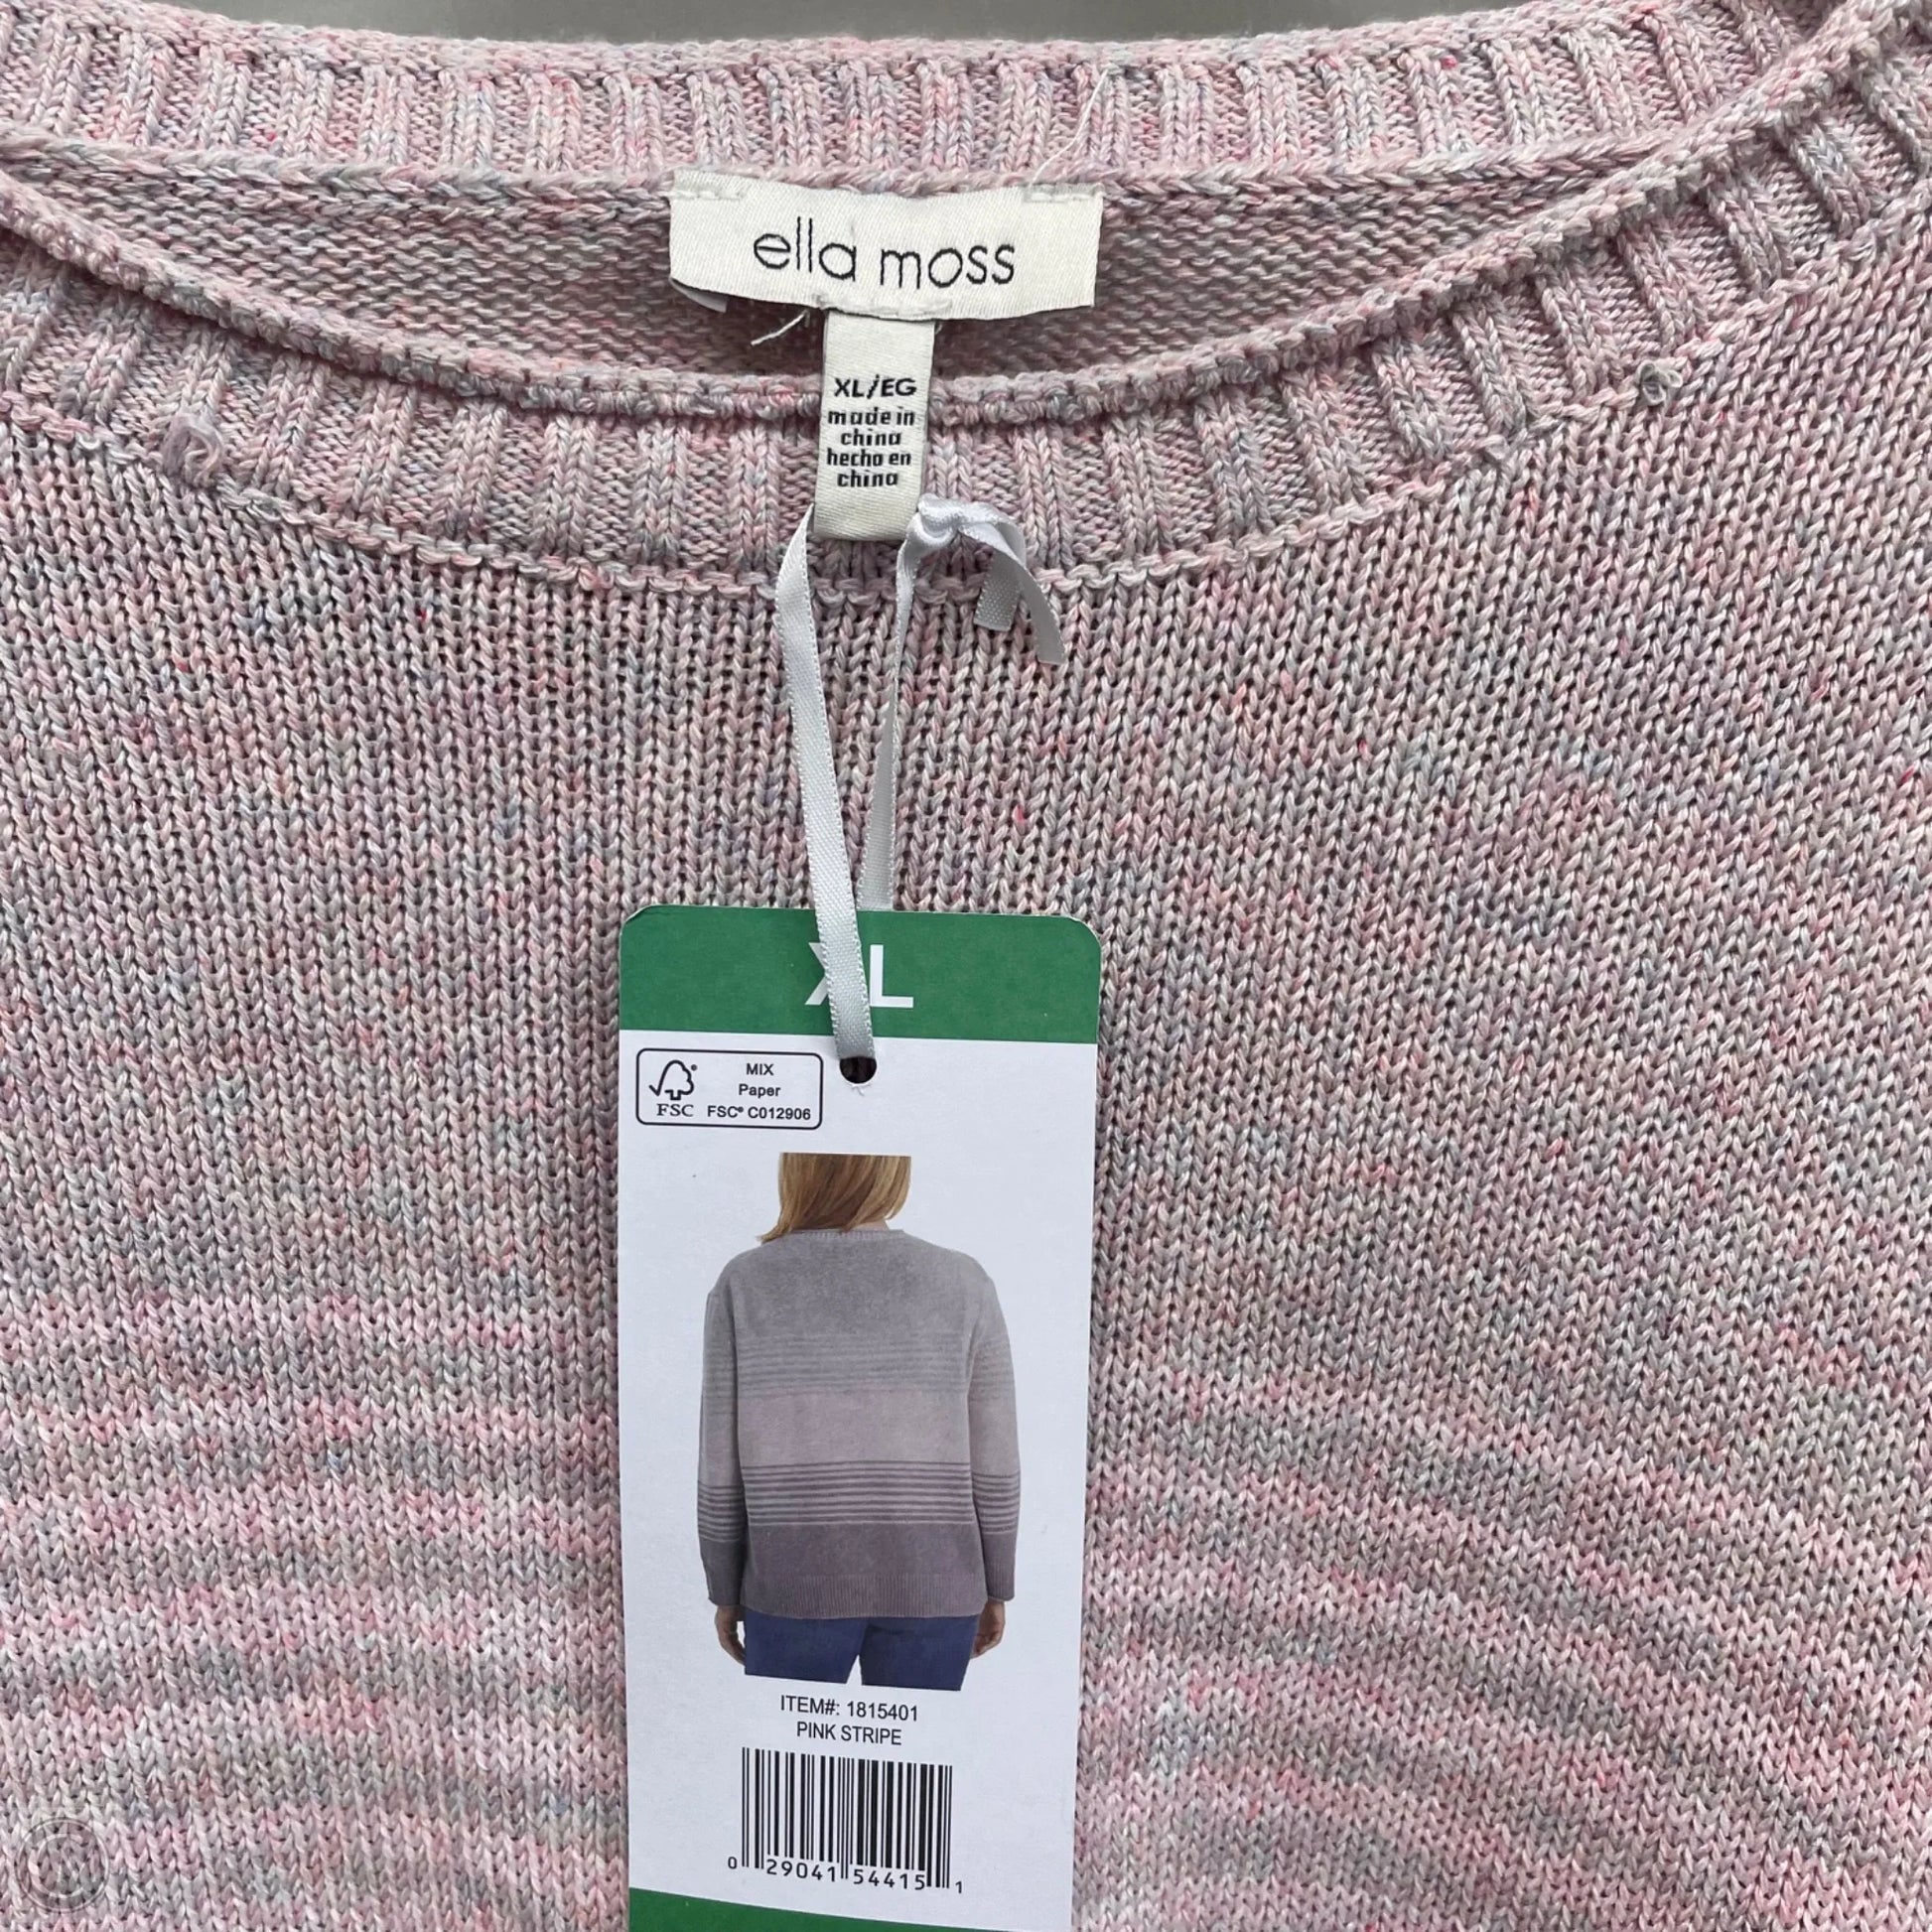 ella moss
XL/EG
made in
china
hecho en
china
XL
MIX
Paper
FSC
FSC® C012906
ITEM#: 1815401
PINK STRIPE
0 29041 54415 1